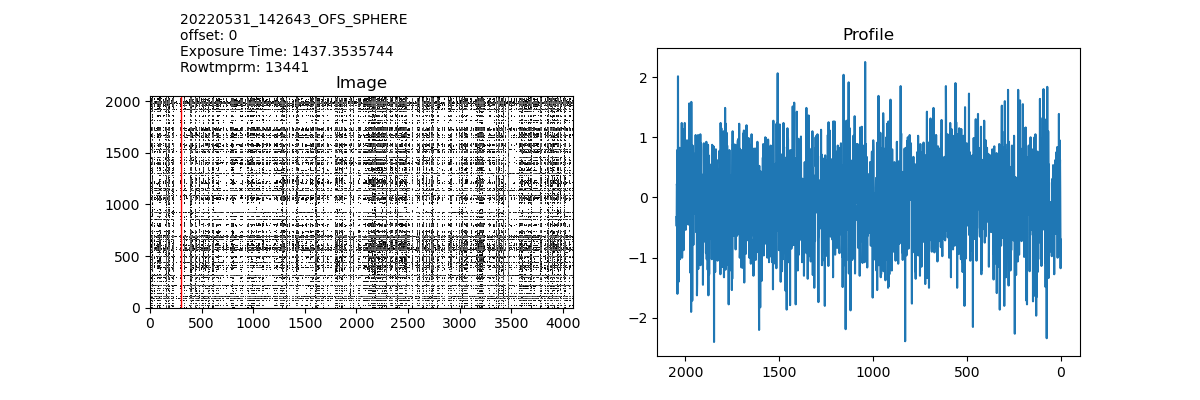 20220531_142643_OFS_SPHERE
offset: 0
Exposure Time: 1437.3535744
Rowtmprm: 13441
Image
2000
1500
1000
500
0
0 500 1000 1500 2000 2500 3000 3500 4000
Profile
2
1
0
−1
−2
2000 1500 1000 500 0